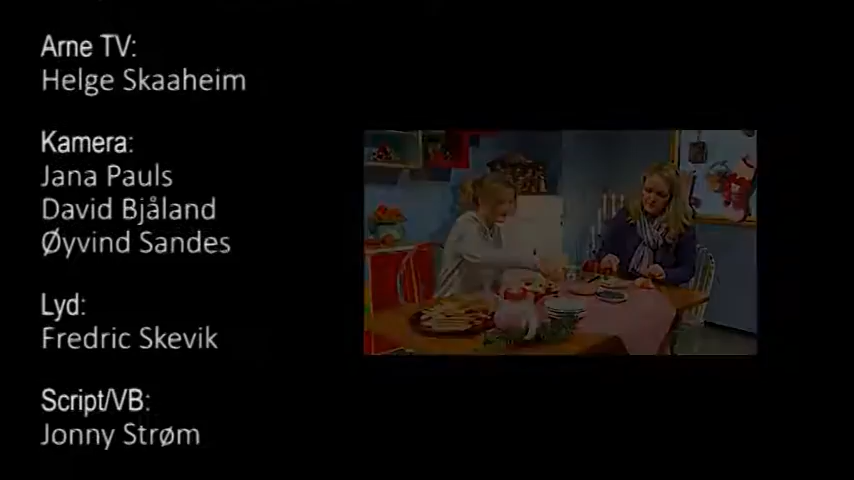 Arne TV:
Helge Skaaheim
Kamera:
Jana Pauls
David Bjåland
Øyvind Sandes
Lyd:
Fredric Skevik
Script/VB:
Jonny Strøm